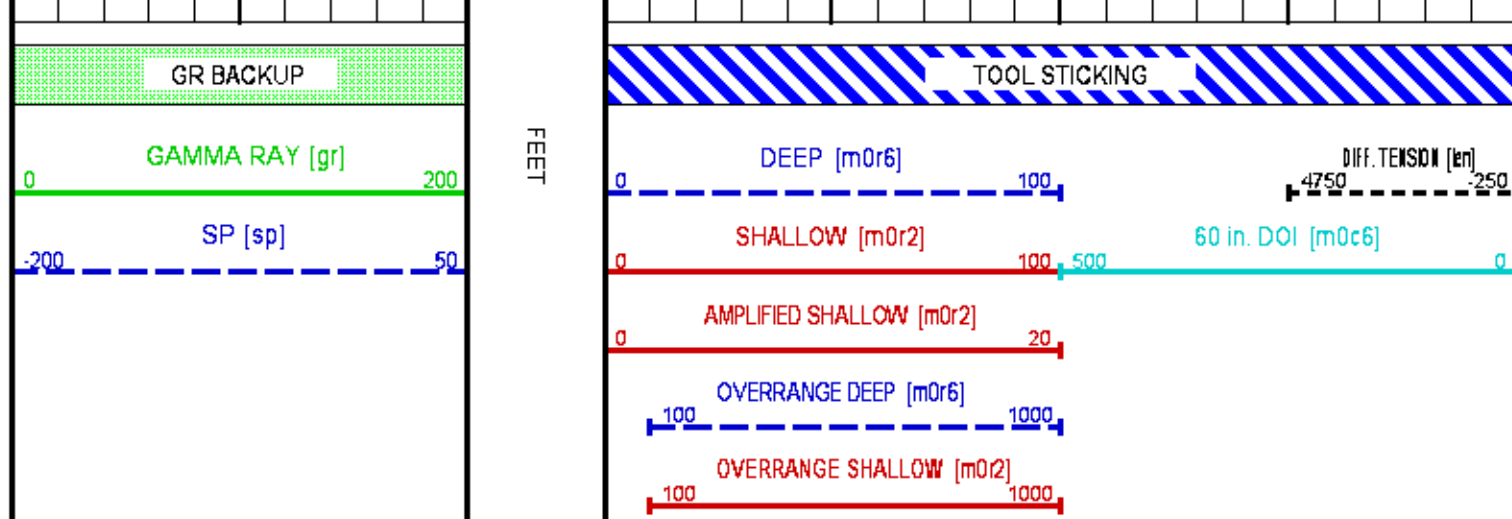 GR BACKUP
GAMMA RAY [gr]
0 200
SP [sp]
-200 50
FEET
TOOL STICKING
DEEP [m0r6]
0 100
DIFF. TENSION [len]
4750 -250
SHALLOW [m0r2]
0 100
60 in. DOI [m0c6]
500 0
AMPLIFIED SHALLOW [m0r2]
0 20
OVERRANGE DEEP [m0r6]
100 1000
OVERRANGE SHALLOW [m0r2]
100 1000